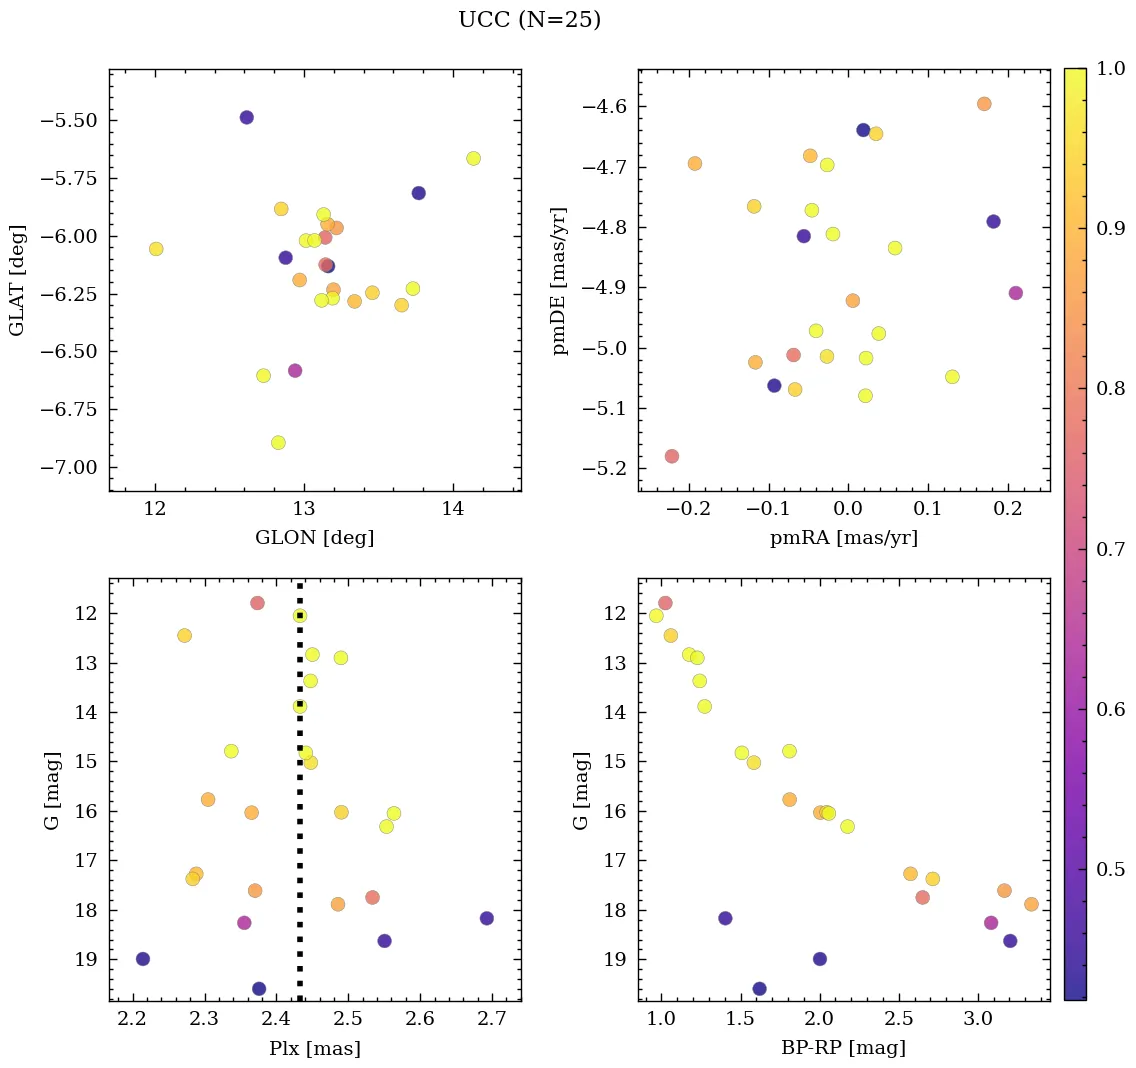 UCC (N=25)
−5.50
−5.75
−6.00
−6.25
−6.50
−6.75
−7.00
GLAT [deg]
12 13 14
GLON [deg]
−4.6
−4.7
−4.8
−4.9
−5.0
−5.1
−5.2
pmDE [mas/yr]
−0.2 −0.1 0.0 0.1 0.2
pmRA [mas/yr]
12
13
14
15
16
17
18
19
G [mag]
2.2 2.3 2.4 2.5 2.6 2.7
Plx [mas]
12
13
14
15
16
17
18
19
G [mag]
1.0 1.5 2.0 2.5 3.0
BP-RP [mag]
1.0
0.9
0.8
0.7
0.6
0.5